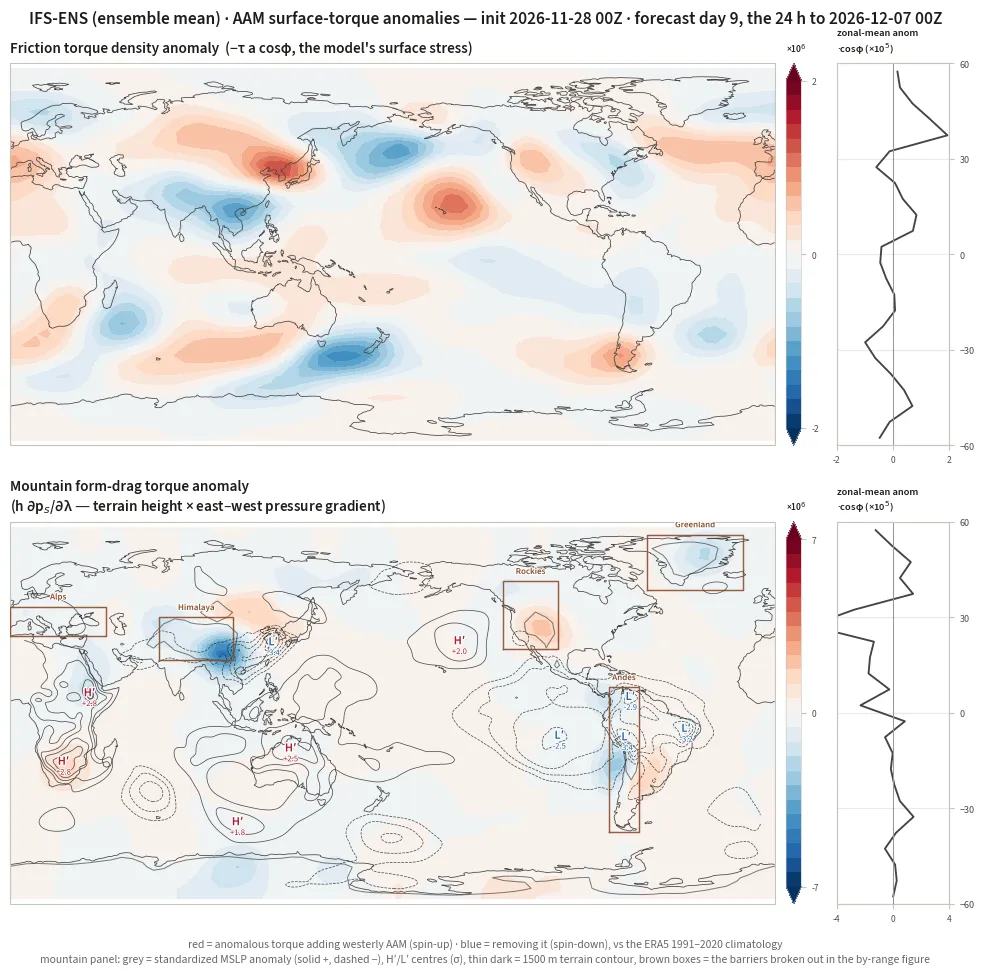 IFS-ENS (ensemble mean) · AAM surface-torque anomalies — init 2026-11-28 00Z · forecast day 9, the 24 h to 2026-12-07 00Z
Friction torque density anomaly (−τ a cosϕ, the model's surface stress)
×10⁶
zonal-mean anom
·cosϕ (×10⁵)
2
0
-2
60
30
0
−30
−60
-2
0
2
Mountain form-drag torque anomaly
(h ∂pₛ/∂λ — terrain height × east–west pressure gradient)
×10⁶
zonal-mean anom
·cosϕ (×10⁵)
Greenland
Rockies
Alps
Himalaya
Andes
L'
H'
+2.0
H'
+2.8
L'
-2.9
H'
+2.5
L'
-2.5
L'
L'
H'
+2.8
H'
+1.8
7
0
-7
60
30
0
−30
−60
-4
0
4
red = anomalous torque adding westerly AAM (spin-up) · blue = removing it (spin-down), vs the ERA5 1991–2020 climatology
mountain panel: grey = standardized MSLP anomaly (solid +, dashed −), H'/L' centres (σ), thin dark = 1500 m terrain contour, brown boxes = the barriers broken out in the by-range figure